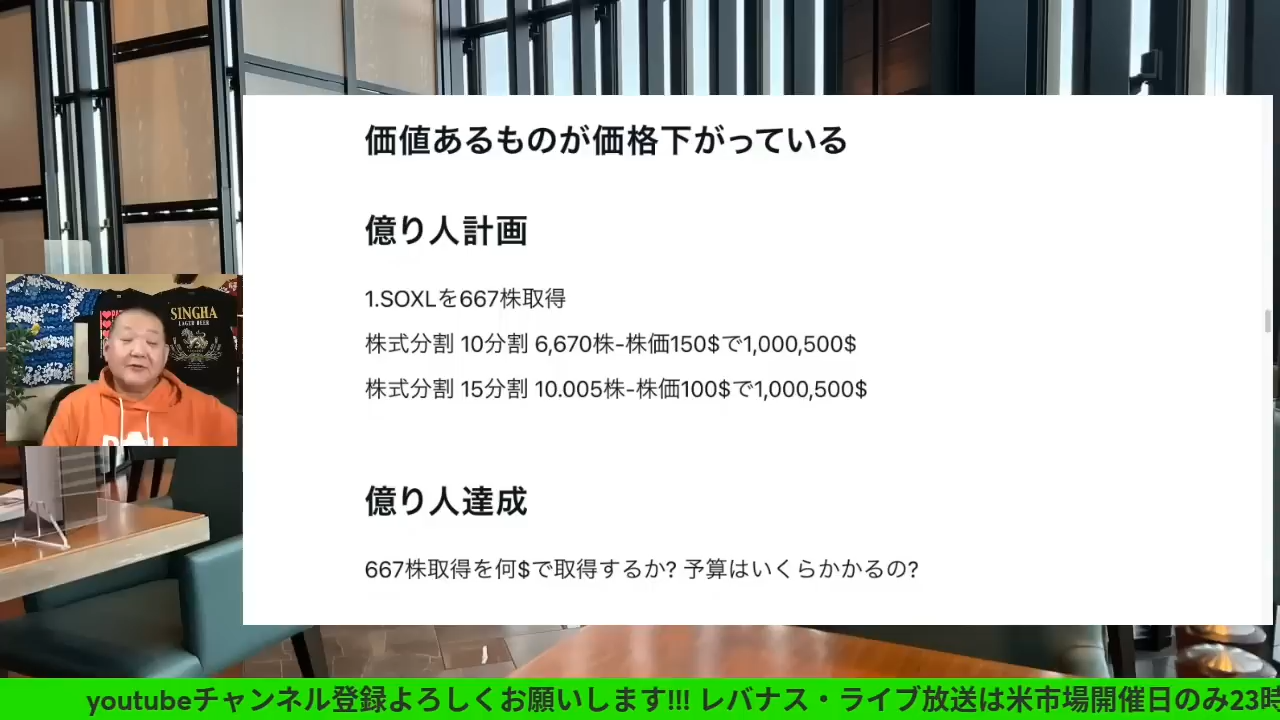 価値あるものが価格下がっている
億り人計画
1.SOXLを667株取得
株式分割 10分割 6,670株-株価150$で1,000,500$
株式分割 15分割 10.005株-株価100$で1,000,500$
億り人達成
667株取得を何$で取得するか? 予算はいくらかかるの?
SINGHA
LAGER BEER
youtubeチャンネル登録よろしくお願いします!!! レバナス・ライブ放送は米市場開催日のみ23時